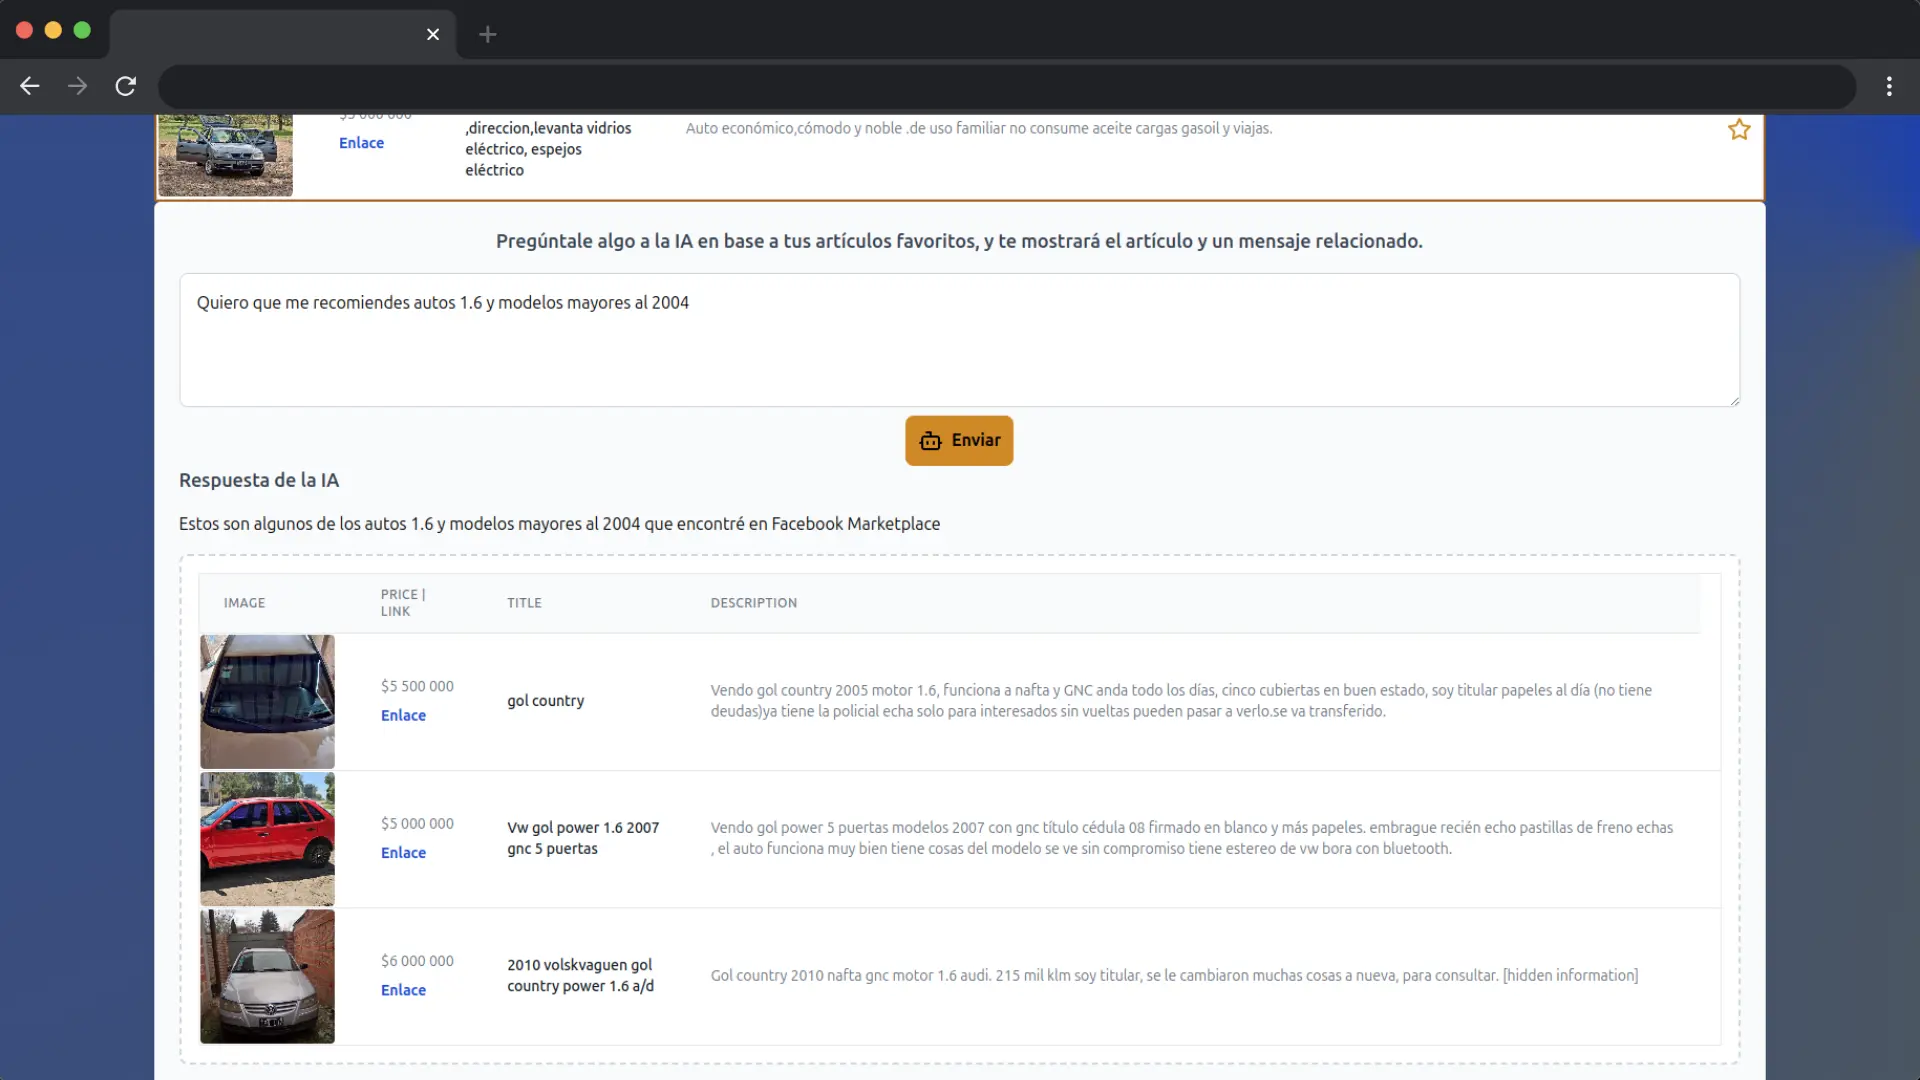 $5 000 000
Enlace
,direccion,levanta vidrios
eléctrico, espejos
eléctrico
Auto económico,cómodo y noble .de uso familiar no consume aceite cargas gasoil y viajas.
Pregúntale algo a la IA en base a tus artículos favoritos, y te mostrará el artículo y un mensaje relacionado.
Quiero que me recomiendes autos 1.6 y modelos mayores al 2004
Enviar
Respuesta de la IA
Estos son algunos de los autos 1.6 y modelos mayores al 2004 que encontré en Facebook Marketplace
IMAGE
PRICE |
LINK
TITLE
DESCRIPTION
$5 500 000
Enlace
gol country
Vendo gol country 2005 motor 1.6, funciona a nafta y GNC anda todo los días, cinco cubiertas en buen estado, soy titular papeles al día (no tiene
deudas)ya tiene la policial echa solo para interesados sin vueltas pueden pasar a verlo.se va transferido.
$5 000 000
Enlace
Vw gol power 1.6 2007
gnc 5 puertas
Vendo gol power 5 puertas modelos 2007 con gnc título cédula 08 firmado en blanco y más papeles. embrague recién echo pastillas de freno echas
, el auto funciona muy bien tiene cosas del modelo se ve sin compromiso tiene estereo de vw bora con bluetooth.
$6 000 000
Enlace
2010 volskvaguen gol
country power 1.6 a/d
Gol country 2010 nafta gnc motor 1.6 audi. 215 mil klm soy titular, se le cambiaron muchas cosas a nueva, para consultar. [hidden information]